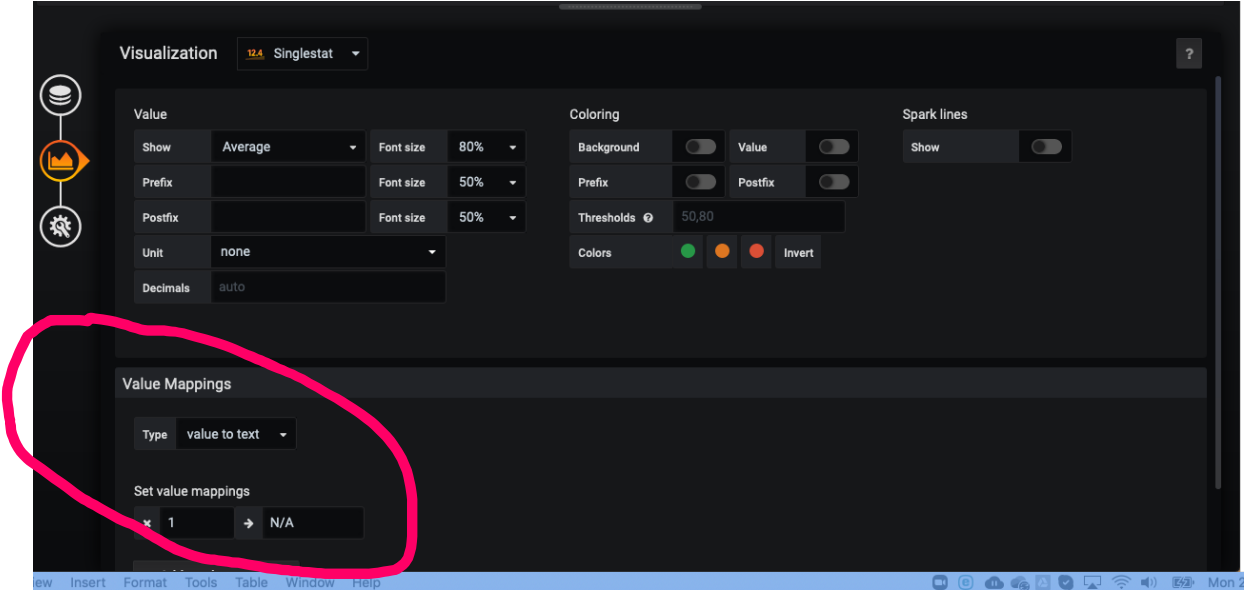 Visualization 12.4 Singlestat ?
Value Coloring Spark lines
Show Average Font size 80% Background Value Show
Prefix Font size 50% Prefix Postfix
Postfix Font size 50% Thresholds ? 50,80
Unit none Colors Invert
Decimals auto
Value Mappings
Type value to text
Set value mappings
× 1 → N/A
Insert Format Tools Table Window Help Mon 2